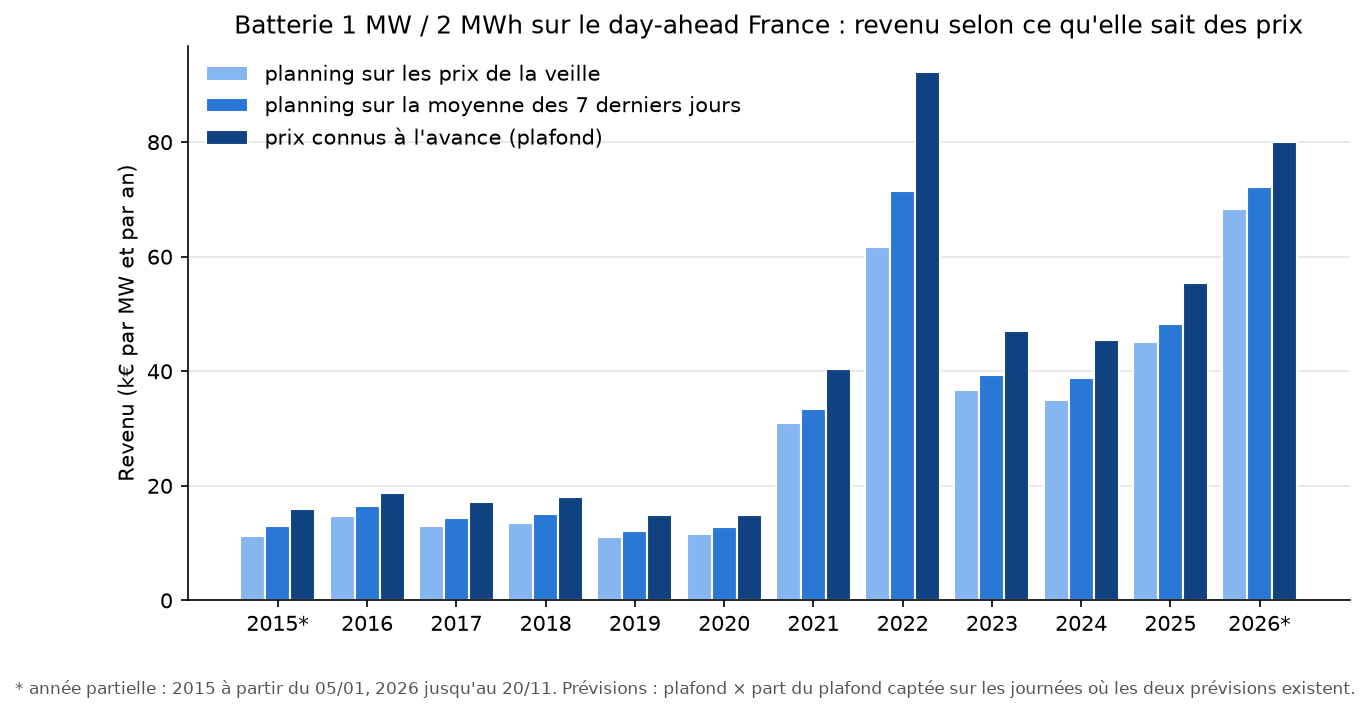 Batterie 1 MW / 2 MWh sur le day-ahead France : revenu selon ce qu'elle sait des prix
planning sur les prix de la veille
planning sur la moyenne des 7 derniers jours
prix connus à l'avance (plafond)
Revenu (k€ par MW et par an)
80
60
40
20
0
2015* 2016 2017 2018 2019 2020 2021 2022 2023 2024 2025 2026*
* année partielle : 2015 à partir du 05/01, 2026 jusqu'au 20/11. Prévisions : plafond × part du plafond captée sur les journées où les deux prévisions existent.